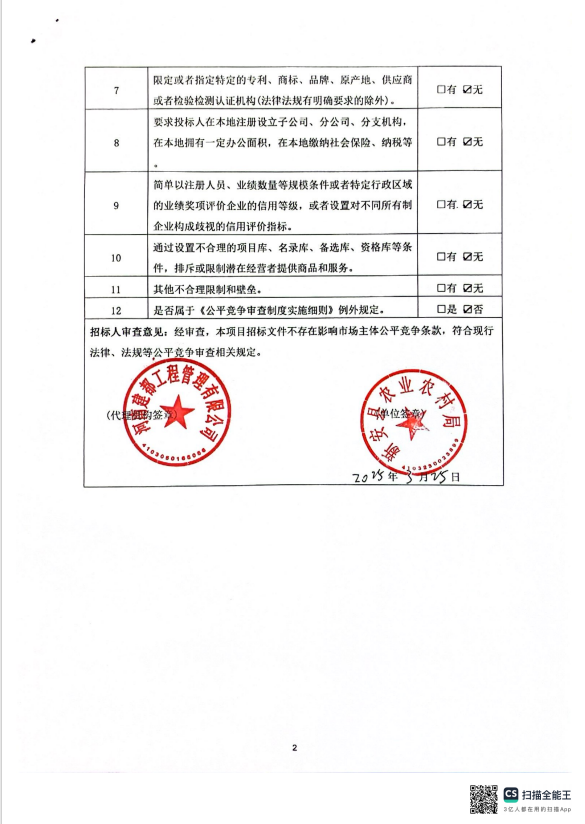 7
限定或者指定特定的专利、商标、品牌、原产地、供应商
或者检验检测认证机构(法律法规有明确要求的除外)。
□有 ☑无
8
要求投标人在本地注册设立子公司、分公司、分支机构,
在本地拥有一定办公面积,在本地缴纳社会保险、纳税等
。
□有 ☑无
9
简单以注册人员、业绩数量等规模条件或者特定行政区域
的业绩奖项评价企业的信用等级,或者设置对不同所有制
企业构成歧视的信用评价指标。
□有 ☑无
10
通过设置不合理的项目库、名录库、备选库、资格库等条
件,排斥或限制潜在经营者提供商品和服务。
□有 ☑无
11
其他不合理限制和壁垒。
□有 ☑无
12
是否属于《公平竞争审查制度实施细则》例外规定。
□是 ☑否
招标人审查意见:经审查,本项目招标文件不存在影响市场主体公平竞争条款,符合现行
法律、法规等公平竞争审查相关规定。
(代理机构签章)
建都工程管理有限公司
(单位签章)
新安县农业农村局
2025年3月25日
2
CS 扫描全能王
3亿人都在用的扫描App